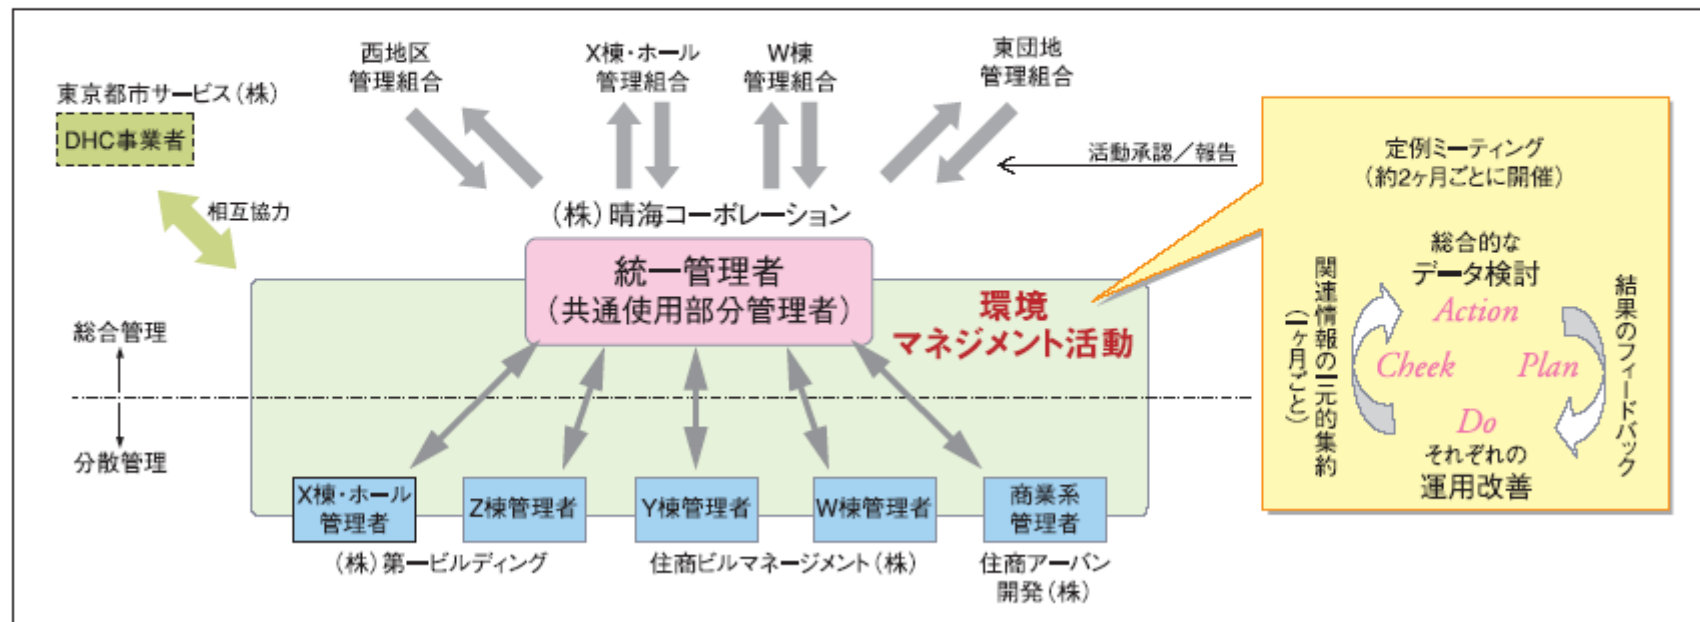 西地区
管理組合
X棟・ホール
管理組合
W棟
管理組合
東団地
管理組合
東京都市サービス（株）
DHC事業者
相互協力
活動承認／報告
（株）晴海コーポレーション
統一管理者
（共通使用部分管理者）
環境
マネジメント活動
総合管理
分散管理
X棟・ホール
管理者
Z棟管理者
Y棟管理者
W棟管理者
商業系
管理者
（株）第一ビルディング
住商ビルマネージメント（株）
住商アーバン
開発（株）
定例ミーティング
（約2ヶ月ごとに開催）
総合的な
データ検討
Action
Cheek
Plan
Do
それぞれの
運用改善
関連情報の一元的集約
（1ヶ月ごと）
結果のフィードバック